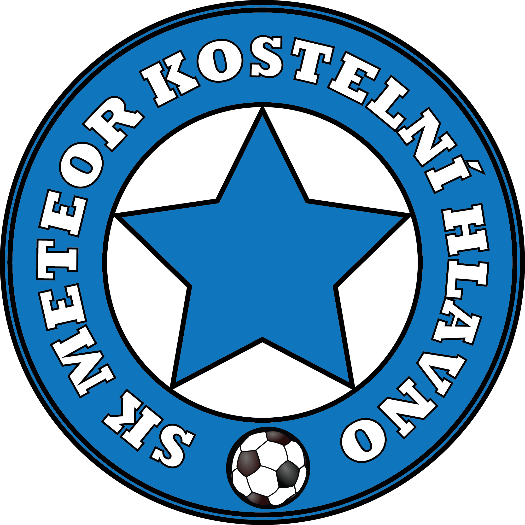 SK METEOR KOSTELNÍ HLAVNO